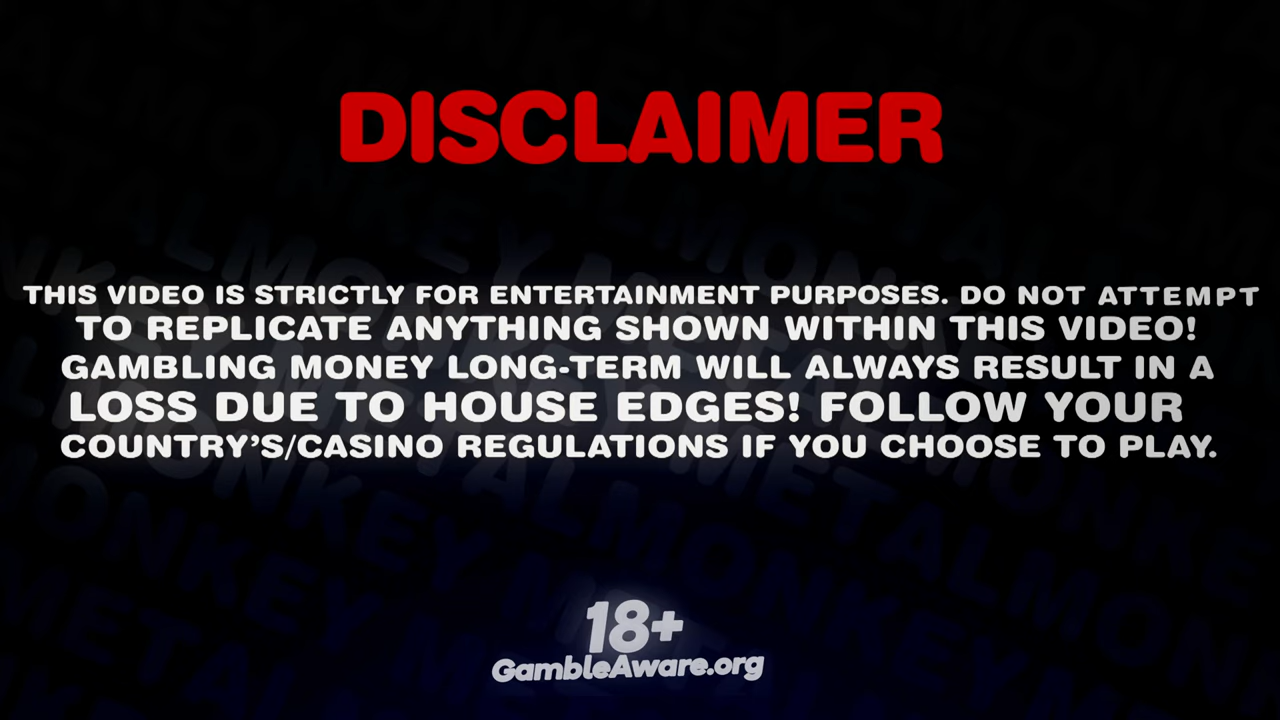 DISCLAIMER
THIS VIDEO IS STRICTLY FOR ENTERTAINMENT PURPOSES. DO NOT ATTEMPT
TO REPLICATE ANYTHING SHOWN WITHIN THIS VIDEO!
GAMBLING MONEY LONG-TERM WILL ALWAYS RESULT IN A
LOSS DUE TO HOUSE EDGES! FOLLOW YOUR
COUNTRY'S/CASINO REGULATIONS IF YOU CHOOSE TO PLAY.
18+
GambleAware.org